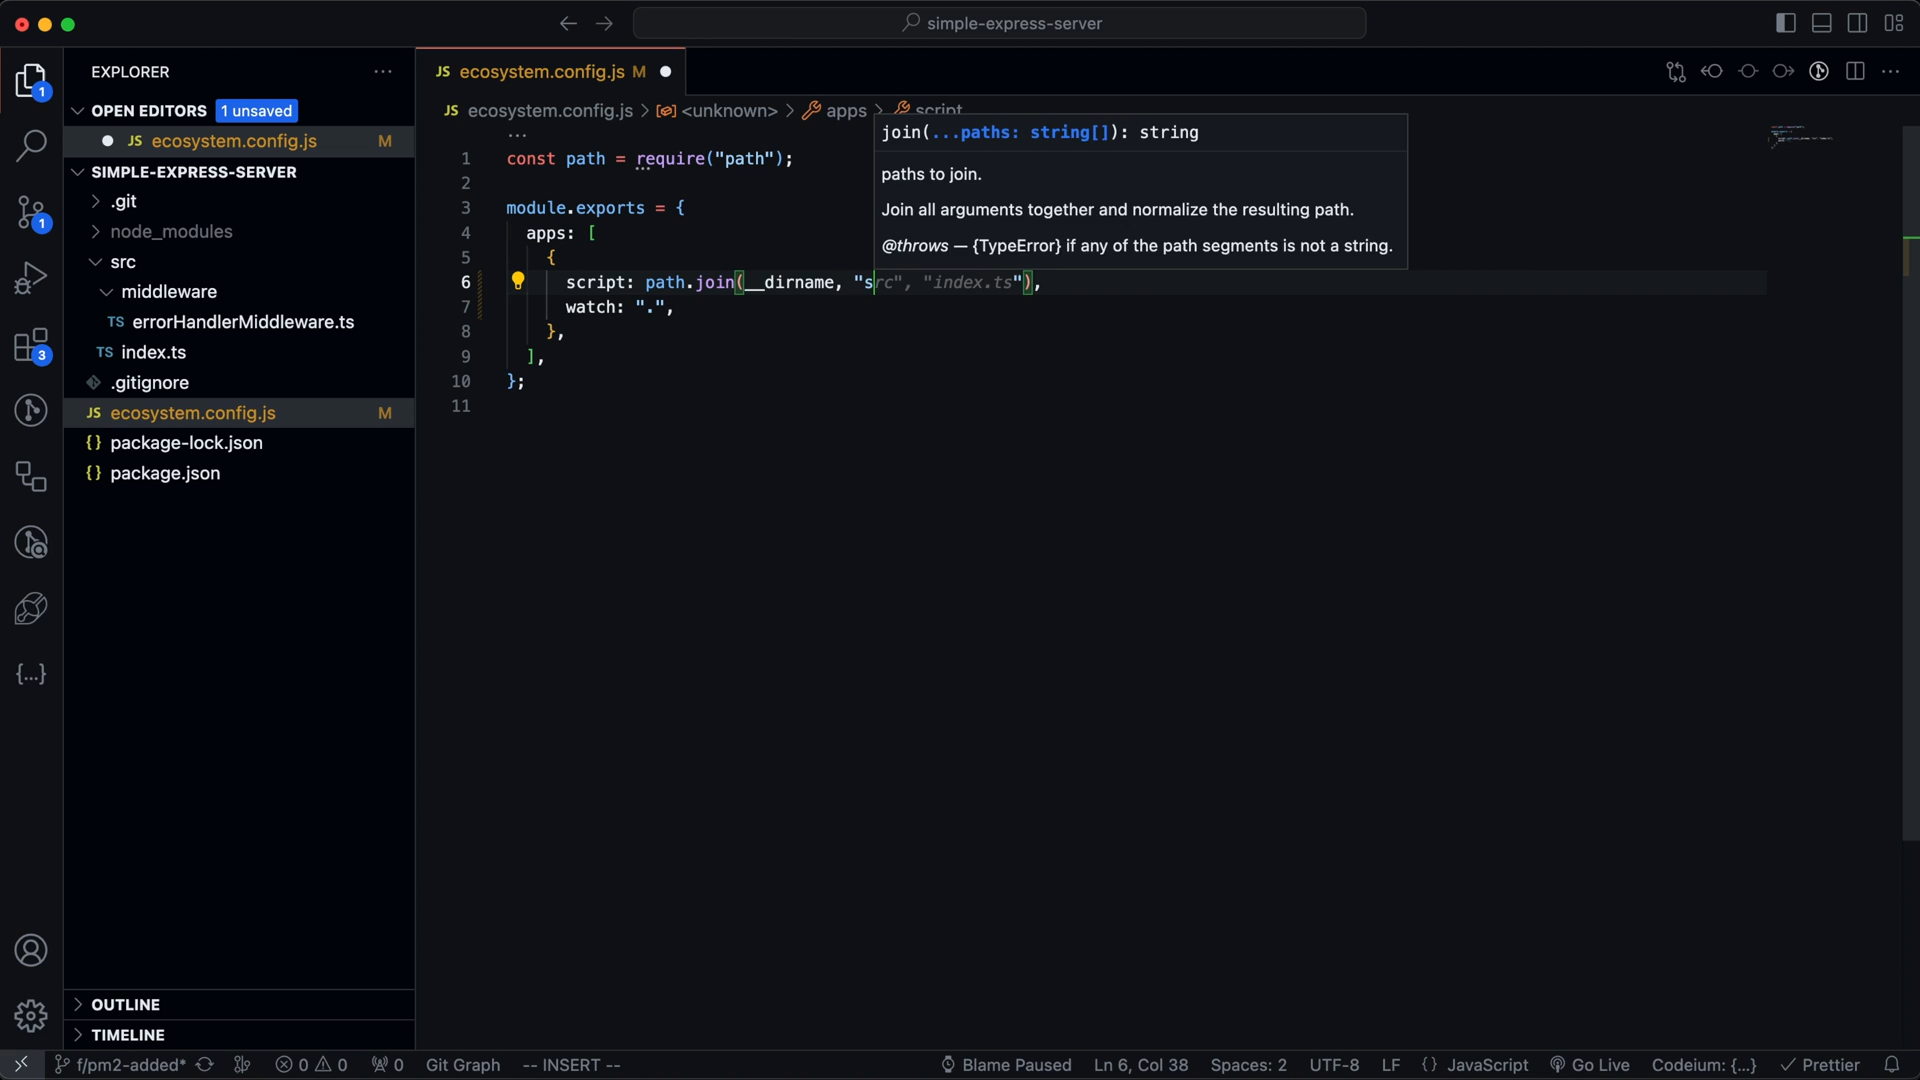 simple-express-server
EXPLORER
···
JS ecosystem.config.js M
1
OPEN EDITORS 1 unsaved
JS ecosystem.config.js M
SIMPLE-EXPRESS-SERVER
.git
node_modules
src
middleware
TS errorHandlerMiddleware.ts
TS index.ts
.gitignore
JS ecosystem.config.js M
{} package-lock.json
{} package.json
1
3
{...}
OUTLINE
TIMELINE
JS ecosystem.config.js > <unknown> > apps > script
join(...paths: string[]): string
paths to join.
Join all arguments together and normalize the resulting path.
@throws — {TypeError} if any of the path segments is not a string.
1 const path = require("path");
2
3 module.exports = {
4 apps: [
5 {
6 script: path.join(__dirname, "src", "index.ts"),
7 watch: ".",
8 },
9 ],
10 };
11
f/pm2-added* 0 0 0 Git Graph -- INSERT -- Blame Paused Ln 6, Col 38 Spaces: 2 UTF-8 LF {} JavaScript Go Live Codeium: {...} Prettier